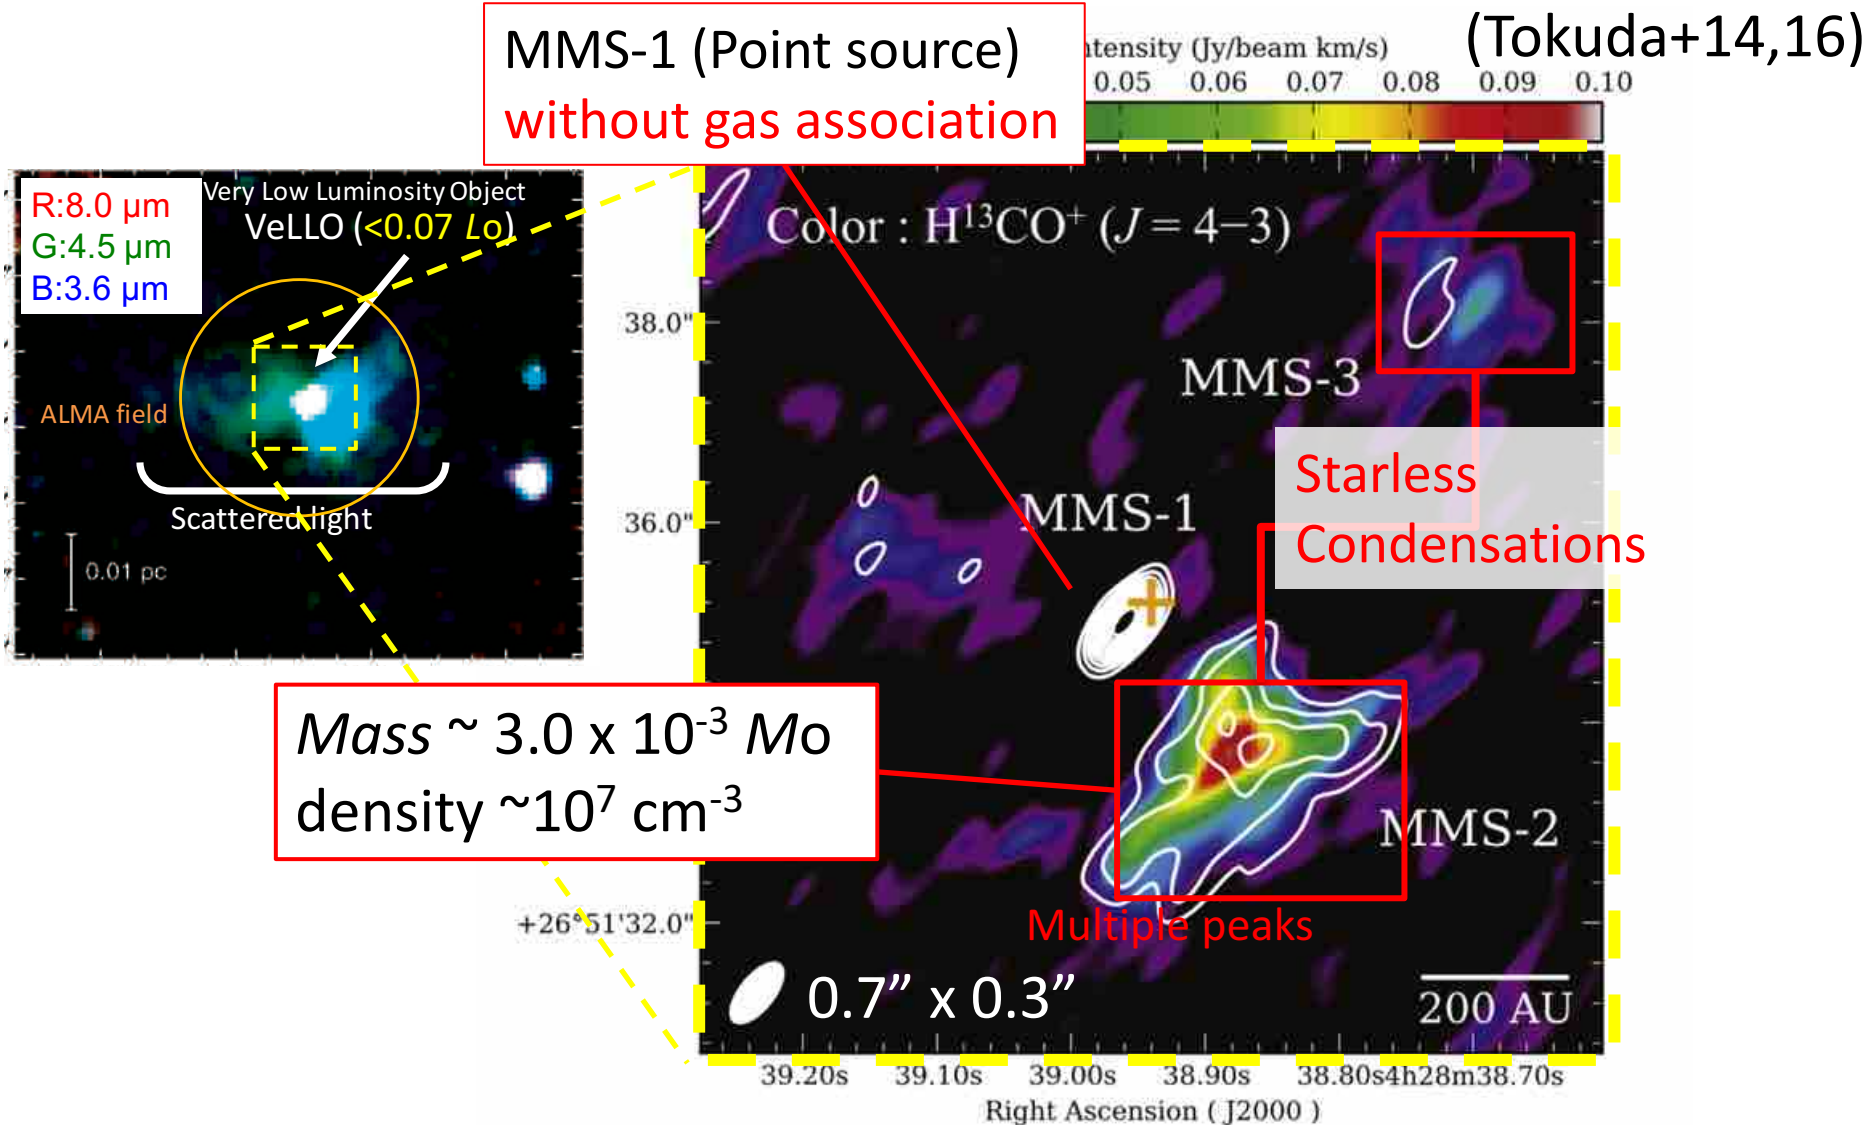 MMS-1 (Point source)
without gas association
(Tokuda+14,16)
ntensity (Jy/beam km/s)
0.05 0.06 0.07 0.08 0.09 0.10
R:8.0 µm
G:4.5 µm
B:3.6 µm
Very Low Luminosity Object
VeLLO (<0.07 Lo)
ALMA field
Scattered light
0.01 pc
Color : H¹³CO⁺ (J = 4−3)
38.0"
MMS-3
Starless
Condensations
36.0"
MMS-1
Mass ~ 3.0 x 10⁻³ Mo
density ~10⁷ cm⁻³
MMS-2
Multiple peaks
+26°51'32.0"
0.7” x 0.3”
200 AU
39.20s 39.10s 39.00s 38.90s 38.80s4h28m38.70s
Right Ascension ( J2000 )